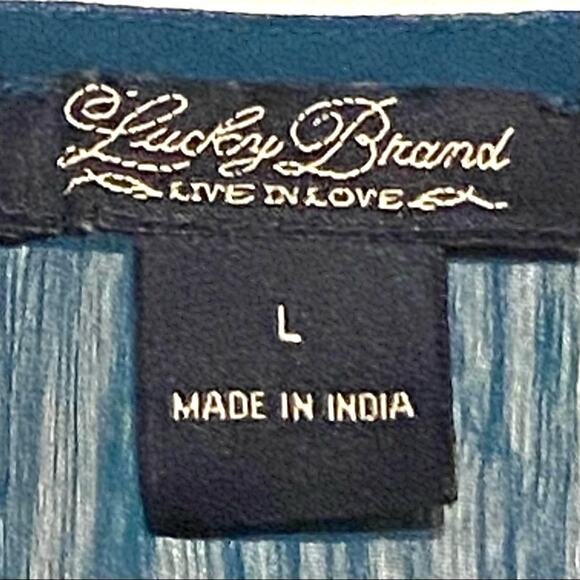 Lucky Brand
LIVE IN LOVE
L
MADE IN INDIA